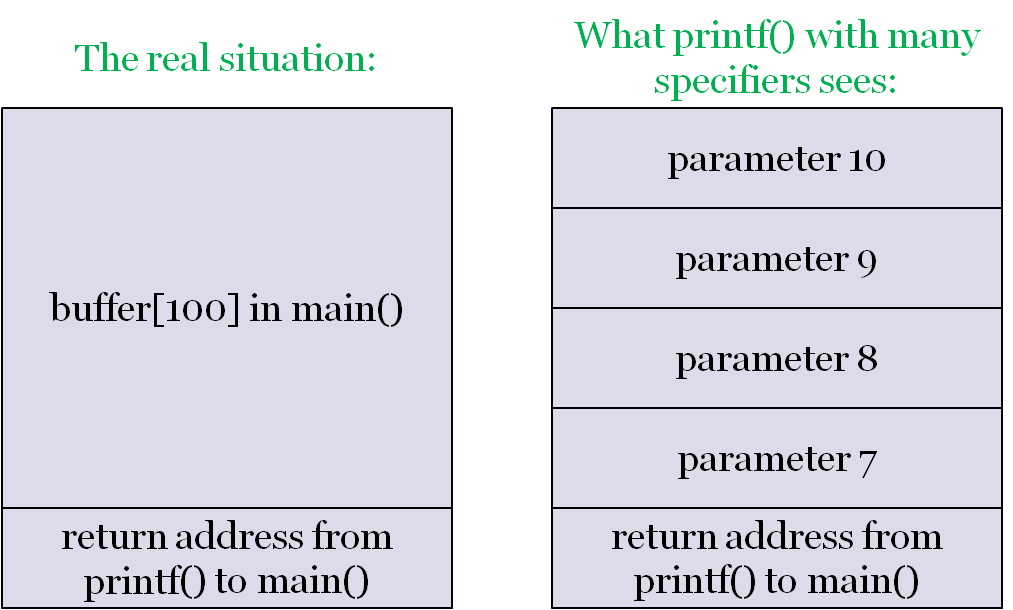 The real situation:
buffer[100] in main()
return address from
printf() to main()
What printf() with many
specifiers sees:
parameter 10
parameter 9
parameter 8
parameter 7
return address from
printf() to main()